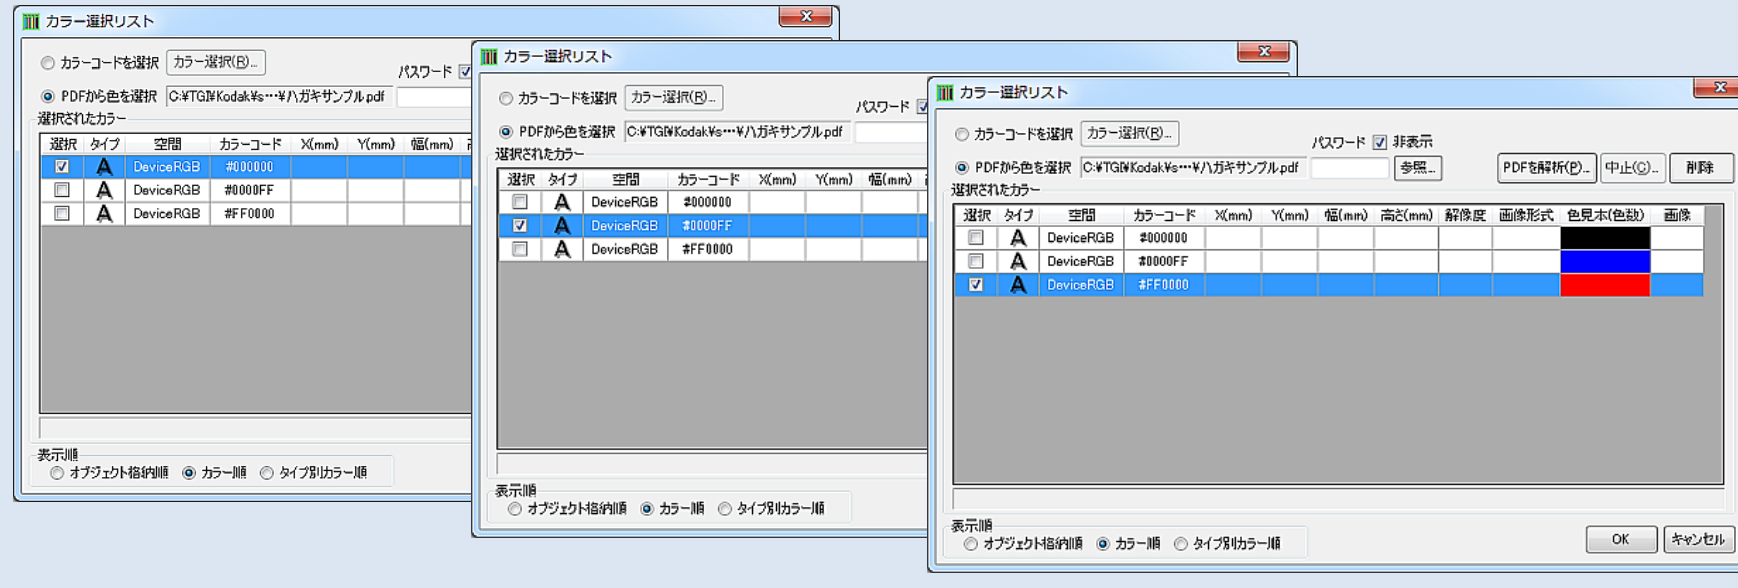 カラー選択リスト
カラーコードを選択 カラー選択(R)...
パスワード
PDFから色を選択 C:¥TGI¥Kodak¥s…¥ハガキサンプル.pdf
選択されたカラー
選択 タイプ 空間 カラーコード X(mm) Y(mm) 幅(mm)
A DeviceRGB #000000
A DeviceRGB #0000FF
A DeviceRGB #FF0000
表示順
オブジェクト格納順 カラー順 タイプ別カラー順
カラー選択リスト
カラーコードを選択 カラー選択(R)...
パスワード
PDFから色を選択 C:¥TGI¥Kodak¥s…¥ハガキサンプル.pdf
選択されたカラー
選択 タイプ 空間 カラーコード X(mm) Y(mm) 幅(mm)
A DeviceRGB #000000
A DeviceRGB #0000FF
A DeviceRGB #FF0000
表示順
オブジェクト格納順 カラー順 タイプ別カラー順
カラー選択リスト
カラーコードを選択 カラー選択(R)...
パスワード 非表示
PDFから色を選択 C:¥TGI¥Kodak¥s…¥ハガキサンプル.pdf 参照... PDFを解析(P)... 中止(C)... 削除
選択されたカラー
選択 タイプ 空間 カラーコード X(mm) Y(mm) 幅(mm) 高さ(mm) 解像度 画像形式 色見本(色数) 画像
A DeviceRGB #000000
A DeviceRGB #0000FF
A DeviceRGB #FF0000
表示順
オブジェクト格納順 カラー順 タイプ別カラー順
OK キャンセル